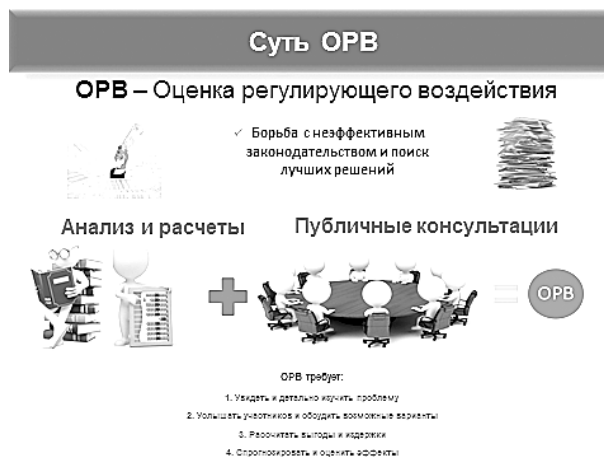 Суть ОРВ
ОРВ – Оценка регулирующего воздействия
✓ Борьба с неэффективным
законодательством и поиск
лучших решений
Анализ и расчеты
Публичные консультации
ОРВ
ОРВ требует:
1. Увидеть и детально изучить проблему
2. Услышать участников и обсудить возможные варианты
3. Рассчитать выгоды и издержки
4. Спрогнозировать и оценить эффекты